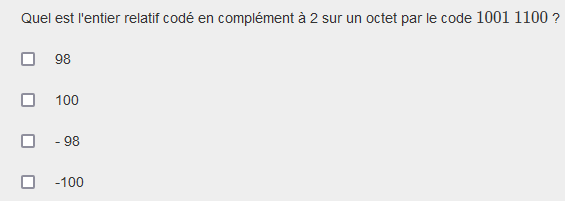 Quel est l'entier relatif codé en complément à 2 sur un octet par le code 1001 1100 ?
98
100
- 98
-100